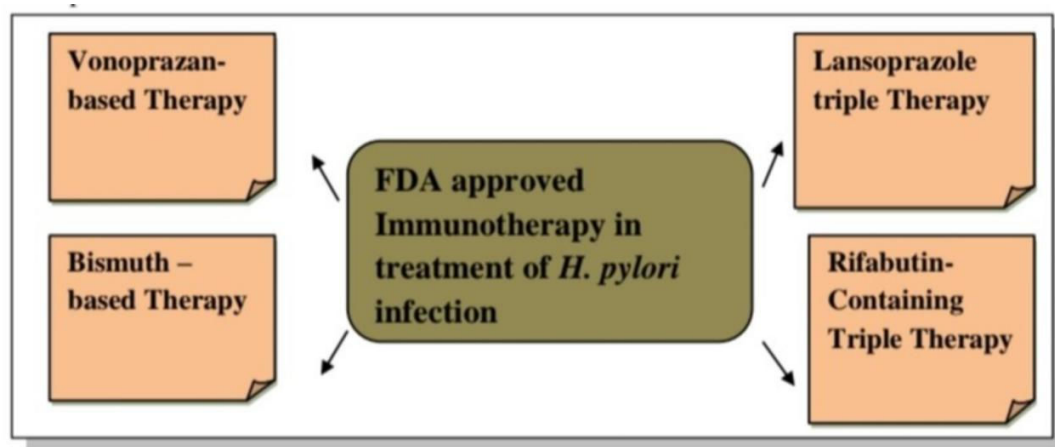 Vonoprazan-
based Therapy
Bismuth –
based Therapy
FDA approved
Immunotherapy in
treatment of H. pylori
infection
Lansoprazole
triple Therapy
Rifabutin-
Containing
Triple Therapy